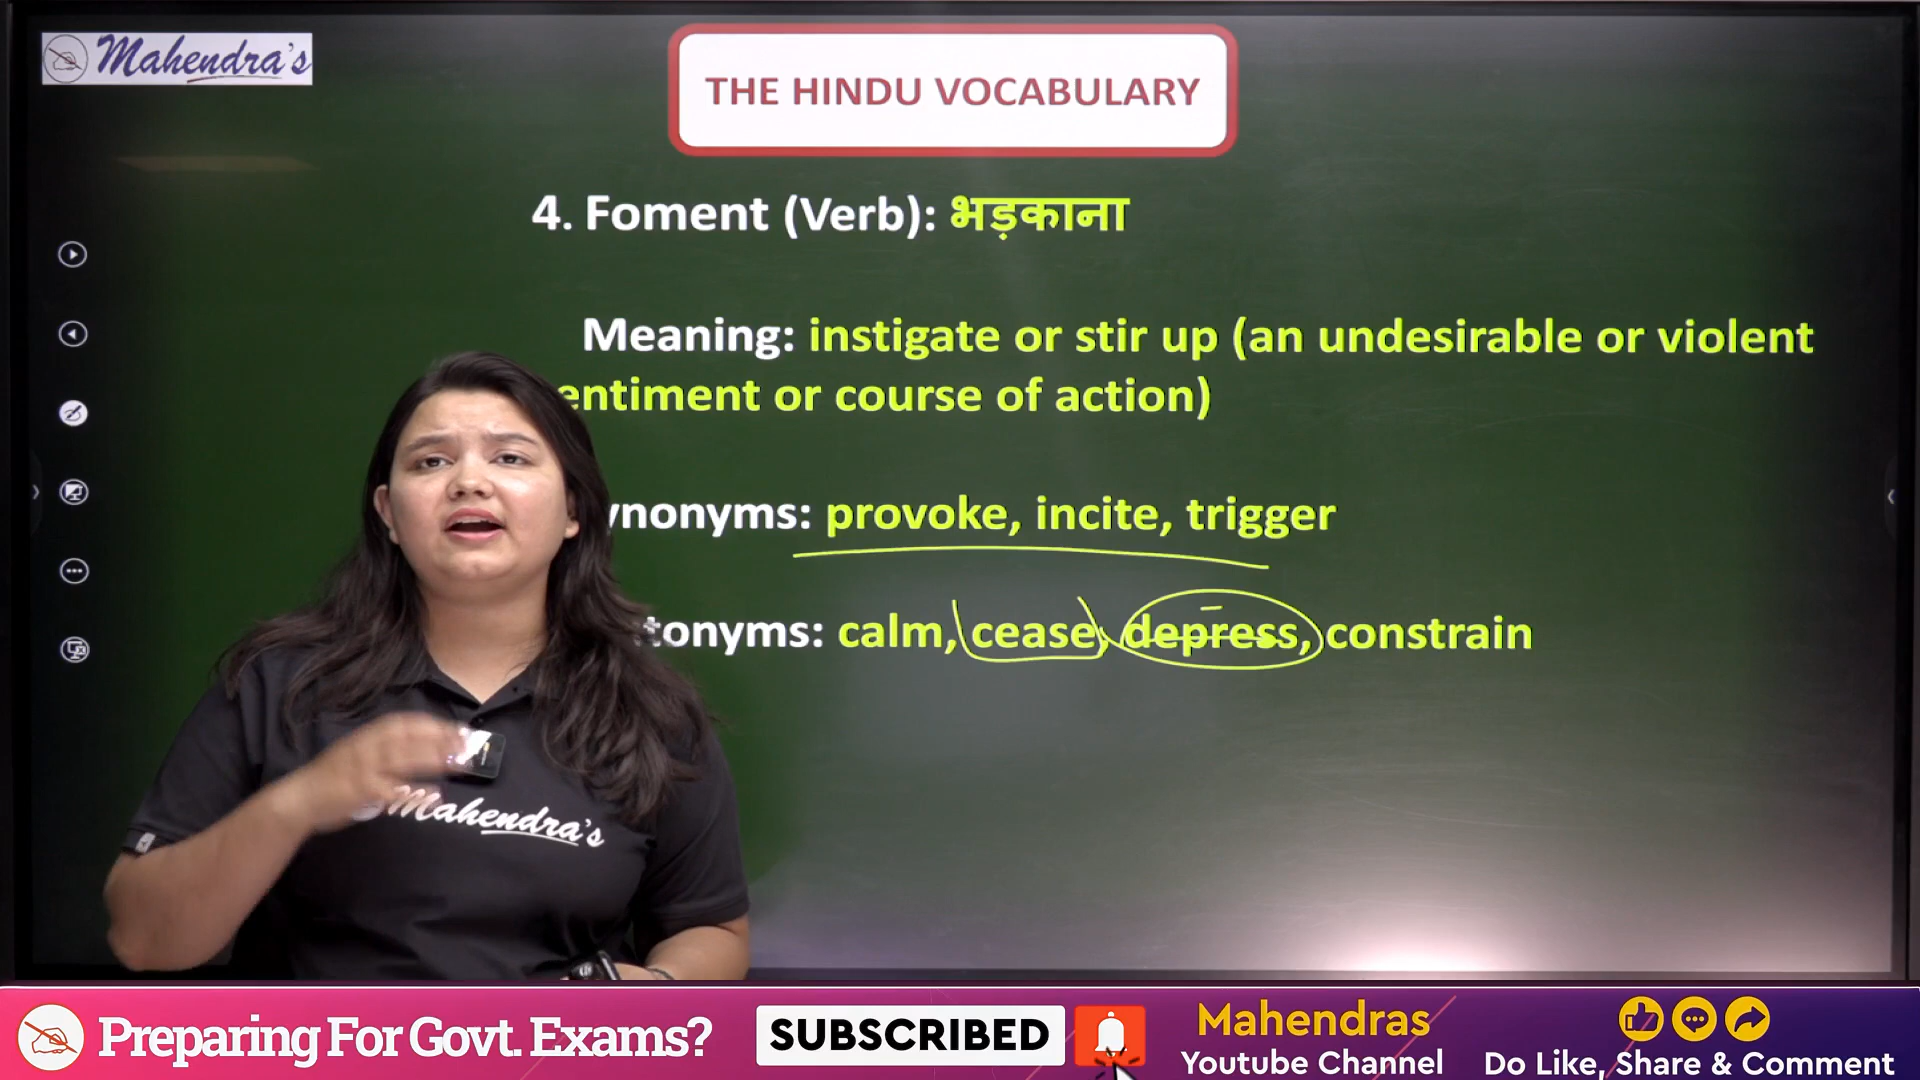 Mahendra's
THE HINDU VOCABULARY
4. Foment (Verb): भड़काना
Meaning: instigate or stir up (an undesirable or violent
entiment or course of action)
ynonyms: provoke, incite, trigger
tonyms: calm, cease, depress, constrain
Mahendra's
Preparing For Govt. Exams?
SUBSCRIBED
Mahendras
Youtube Channel
Do Like, Share & Comment